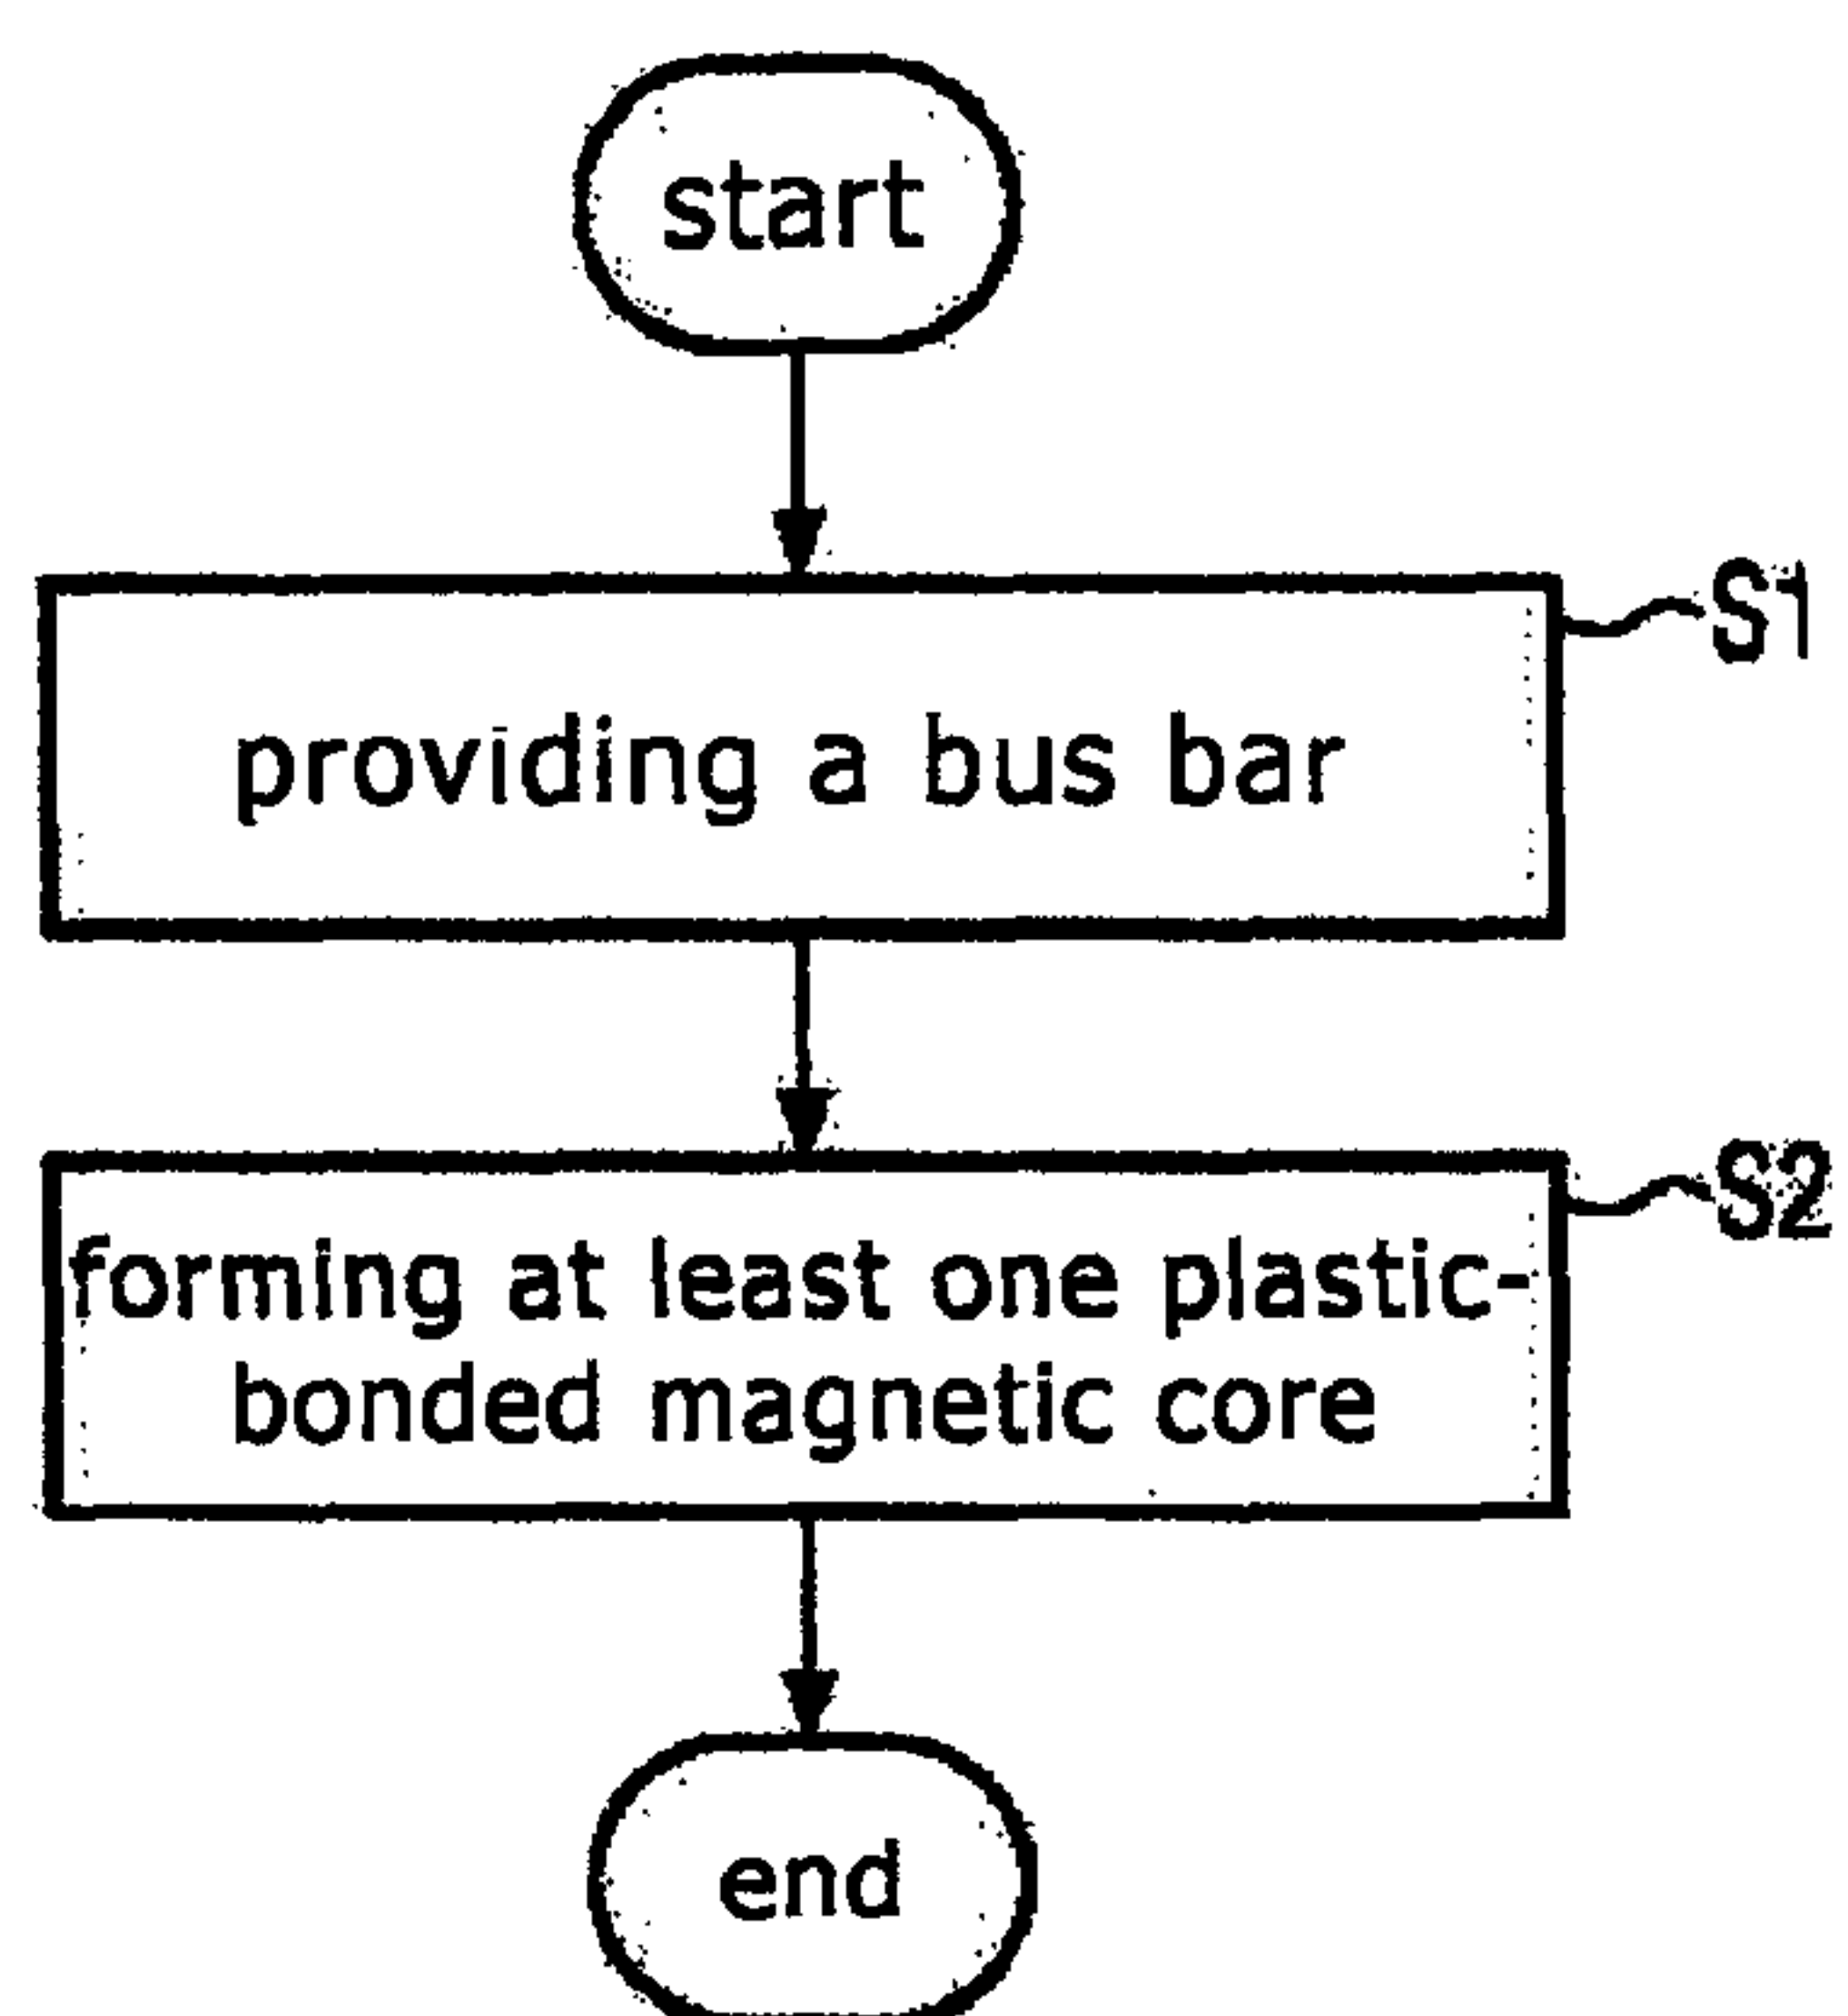 start
S1
providing a bus bar
S2
forming at least one plastic-
bonded magnetic core
end